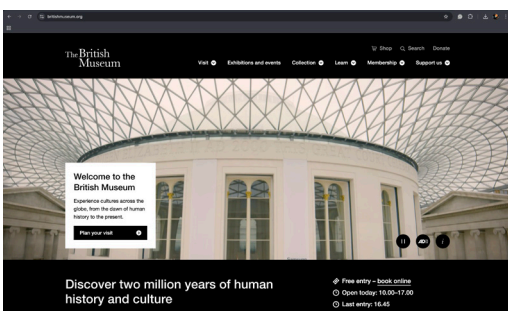 britishmuseum.org
Shop Search Donate
The British
Museum
Visit Exhibitions and events Collection Learn Membership Support us
Welcome to the
British Museum
Experience cultures across the
globe, from the dawn of human
history to the present.
Plan your visit
AD
i
Discover two million years of human
history and culture
Free entry – book online
Open today: 10.00–17.00
Last entry: 16.45